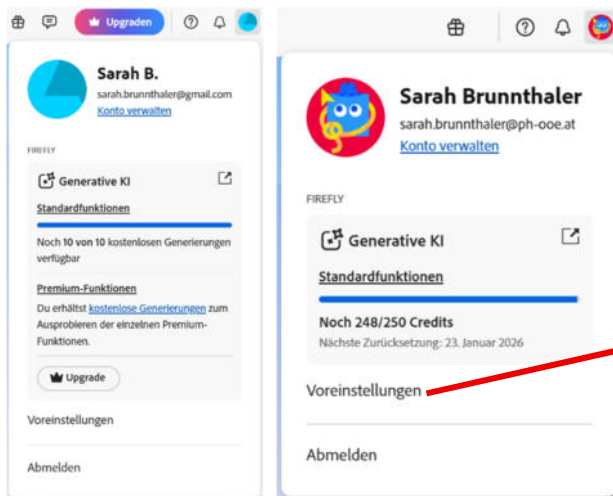 Upgraden
Sarah B.
sarah.brunnthaler@gmail.com
Konto verwalten
FIREFLY
Generative KI
Standardfunktionen
Noch 10 von 10 kostenlosen Generierungen
verfügbar
Premium-Funktionen
Du erhältst kostenlose Generierungen zum
Ausprobieren der einzelnen Premium-
Funktionen.
Upgrade
Voreinstellungen
Abmelden
Sarah Brunnthaler
sarah.brunnthaler@ph-ooe.at
Konto verwalten
FIREFLY
Generative KI
Standardfunktionen
Noch 248/250 Credits
Nächste Zurücksetzung: 23. Januar 2026
Voreinstellungen
Abmelden